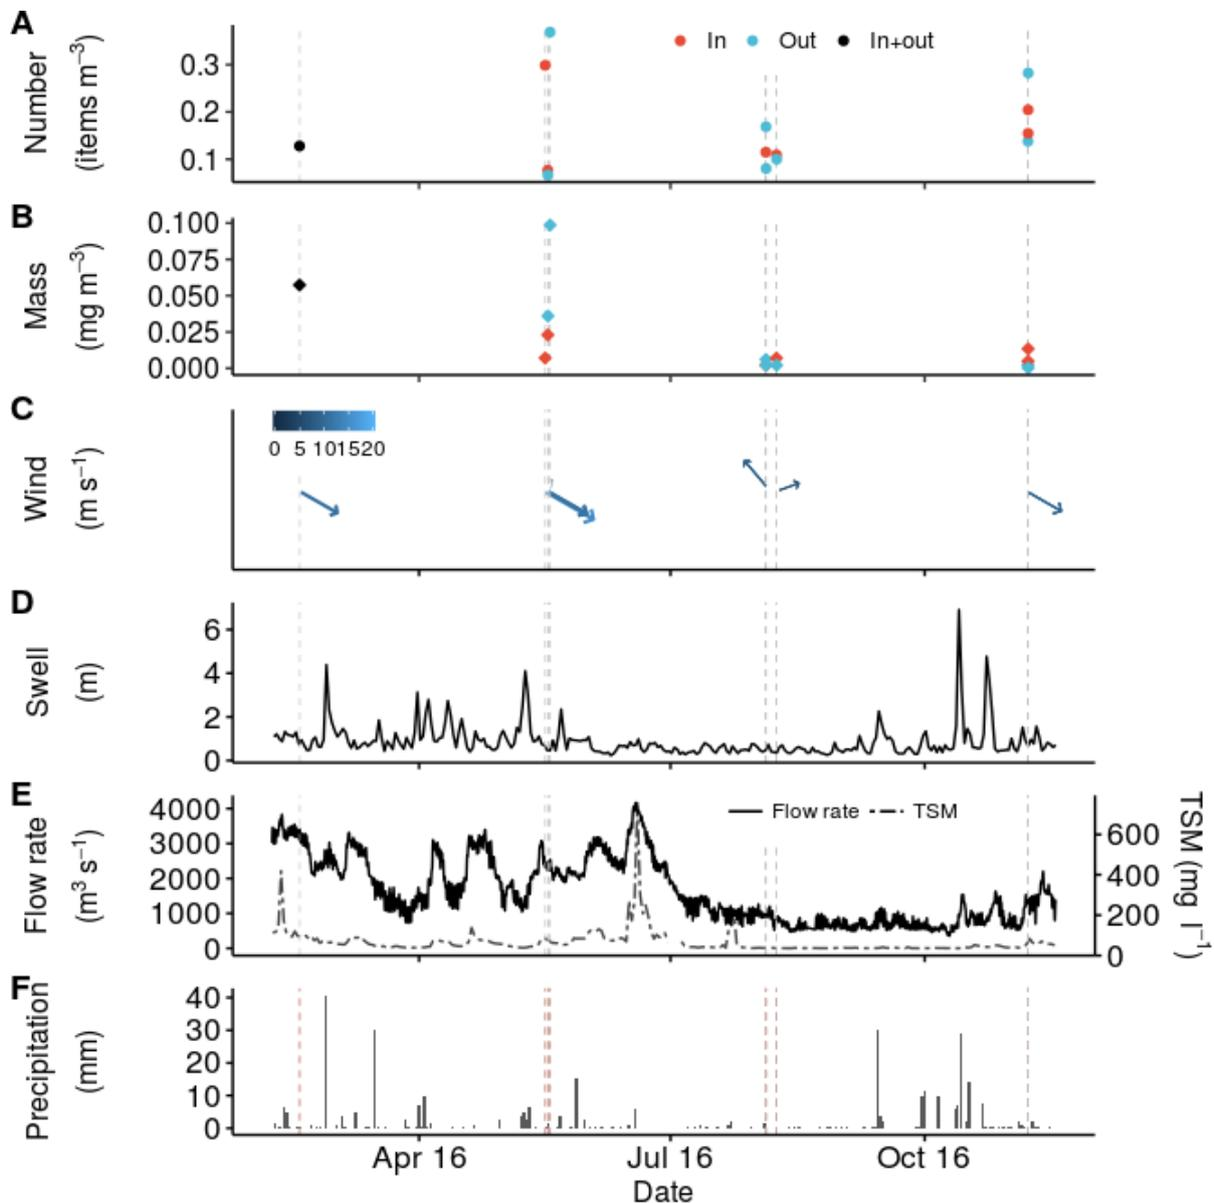 A
Number
(items m⁻³)
0.3
0.2
0.1
In
Out
In+out
B
Mass
(mg m⁻³)
0.100
0.075
0.050
0.025
0.000
C
Wind
(m s⁻¹)
0 5 10 15 20
D
Swell
(m)
6
4
2
0
E
Flow rate
(m³ s⁻¹)
4000
3000
2000
1000
0
Flow rate
TSM
600
400
200
0
TSM (mg l⁻¹)
F
Precipitation
(mm)
40
30
20
10
0
Apr 16
Jul 16
Oct 16
Date